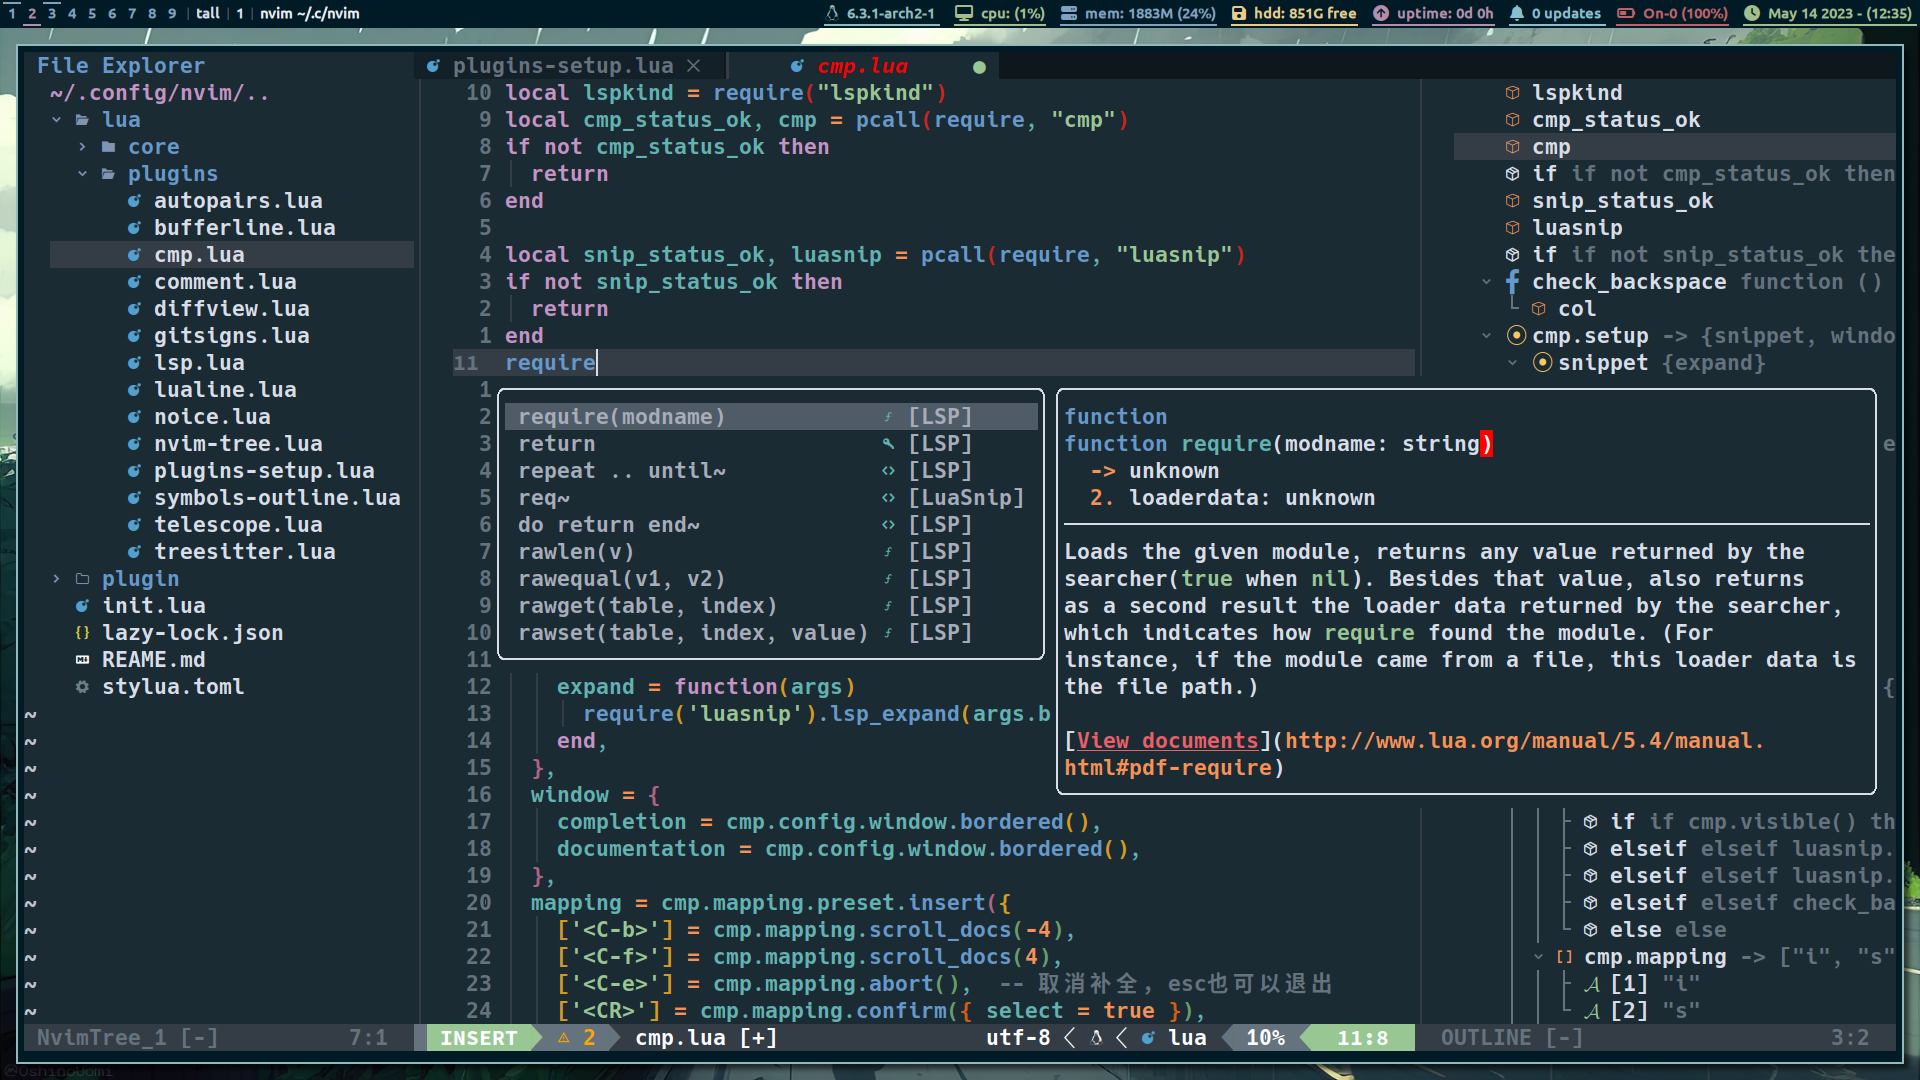 1 2 3 4 5 6 7 8 9 | tall | 1 | nvim ~/.c/nvim
6.3.1-arch2-1 cpu: (1%) mem: 1883M (24%) hdd: 851G free uptime: 0d 0h 0 updates On-0 (100%) May 14 2023 - (12:35)
File Explorer
~/.config/nvim/..
lua
core
plugins
autopairs.lua
bufferline.lua
cmp.lua
comment.lua
diffview.lua
gitsigns.lua
lsp.lua
lualine.lua
noice.lua
nvim-tree.lua
plugins-setup.lua
symbols-outline.lua
telescope.lua
treesitter.lua
plugin
init.lua
lazy-lock.json
REAME.md
stylua.toml
~
~
~
~
~
~
~
~
~
~
~
~
NvimTree_1 [-] 7:1
plugins-setup.lua × cmp.lua ●
10 local lspkind = require("lspkind")
9 local cmp_status_ok, cmp = pcall(require, "cmp")
8 if not cmp_status_ok then
7 return
6 end
5
4 local snip_status_ok, luasnip = pcall(require, "luasnip")
3 if not snip_status_ok then
2 return
1 end
11 require
1
2 require(modname) [LSP]
3 return [LSP]
4 repeat .. until~ [LSP]
5 req~ [LuaSnip]
6 do return end~ [LSP]
7 rawlen(v) [LSP]
8 rawequal(v1, v2) [LSP]
9 rawget(table, index) [LSP]
10 rawset(table, index, value) [LSP]
11
12 expand = function(args)
13 require('luasnip').lsp_expand(args.b
14 end,
15 },
16 window = {
17 completion = cmp.config.window.bordered(),
18 documentation = cmp.config.window.bordered(),
19 },
20 mapping = cmp.mapping.preset.insert({
21 ['<C-b>'] = cmp.mapping.scroll_docs(-4),
22 ['<C-f>'] = cmp.mapping.scroll_docs(4),
23 ['<C-e>'] = cmp.mapping.abort(), -- 取消补全，esc也可以退出
24 ['<CR>'] = cmp.mapping.confirm({ select = true }),
function
function require(modname: string)
-> unknown
2. loaderdata: unknown
Loads the given module, returns any value returned by the
searcher(true when nil). Besides that value, also returns
as a second result the loader data returned by the searcher,
which indicates how require found the module. (For
instance, if the module came from a file, this loader data is
the file path.)
[View documents](http://www.lua.org/manual/5.4/manual.
html#pdf-require)
lspkind
cmp_status_ok
cmp
if if not cmp_status_ok then
snip_status_ok
luasnip
if if not snip_status_ok the
check_backspace function ()
col
cmp.setup -> {snippet, windo
snippet {expand}
e
{
if if cmp.visible() th
elseif elseif luasnip.
elseif elseif luasnip.
elseif elseif check_ba
else else
[] cmp.mapping -> ["i", "s"
[1] "i"
[2] "s"
INSERT ⚠ 2 cmp.lua [+] utf-8 < < lua 10% 11:8
OUTLINE [-] 3:2
@OshinoUomi